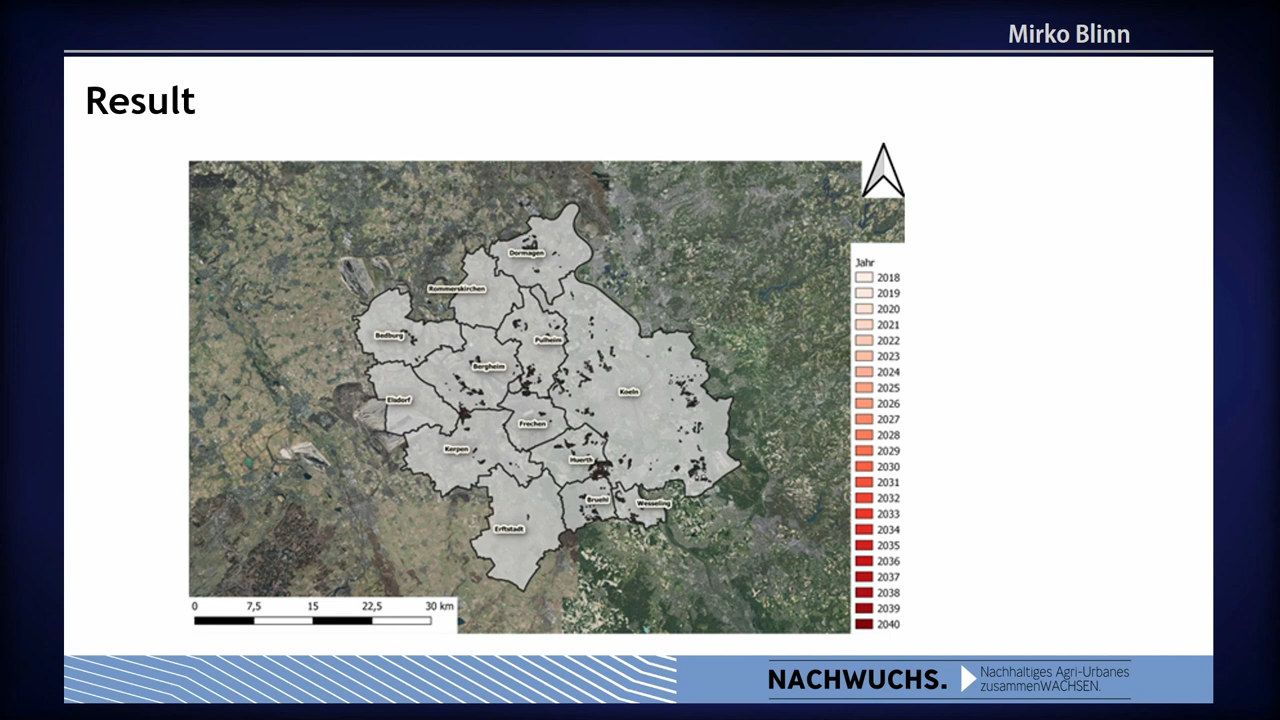 Mirko Blinn
Result
Dormagen
Rommerskirchen
Bedburg
Pulheim
Bergheim
Koeln
Elsdorf
Frechen
Kerpen
Huerth
Bruehl
Wesseling
Erftstadt
Jahr
2018
2019
2020
2021
2022
2023
2024
2025
2026
2027
2028
2029
2030
2031
2032
2033
2034
2035
2036
2037
2038
2039
2040
0 7,5 15 22,5 30 km
NACHWUCHS.
Nachhaltiges Agri-Urbanes
zusammenWACHSEN.